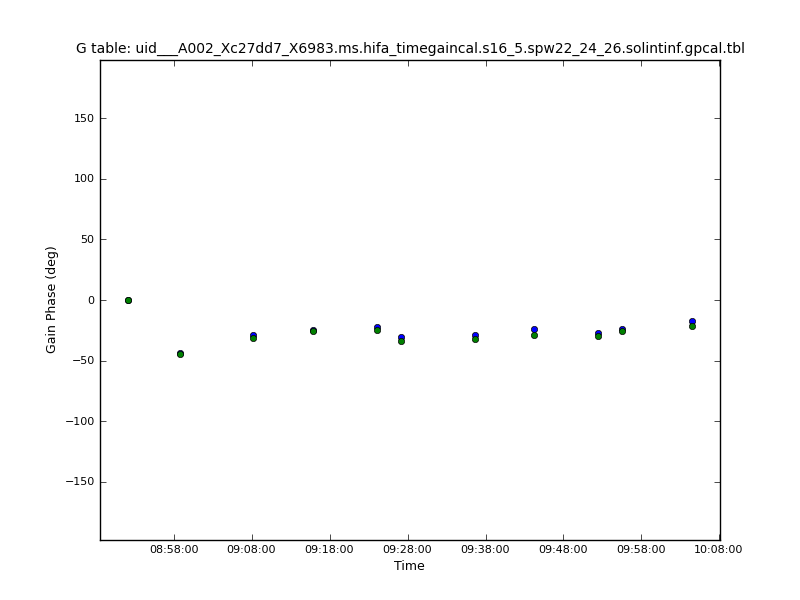 G table: uid___A002_Xc27dd7_X6983.ms.hifa_timegaincal.s16_5.spw22_24_26.solintinf.gpcal.tbl
150
100
50
0
−50
−100
−150
Gain Phase (deg)
08:58:00 09:08:00 09:18:00 09:28:00 09:38:00 09:48:00 09:58:00 10:08:00
Time